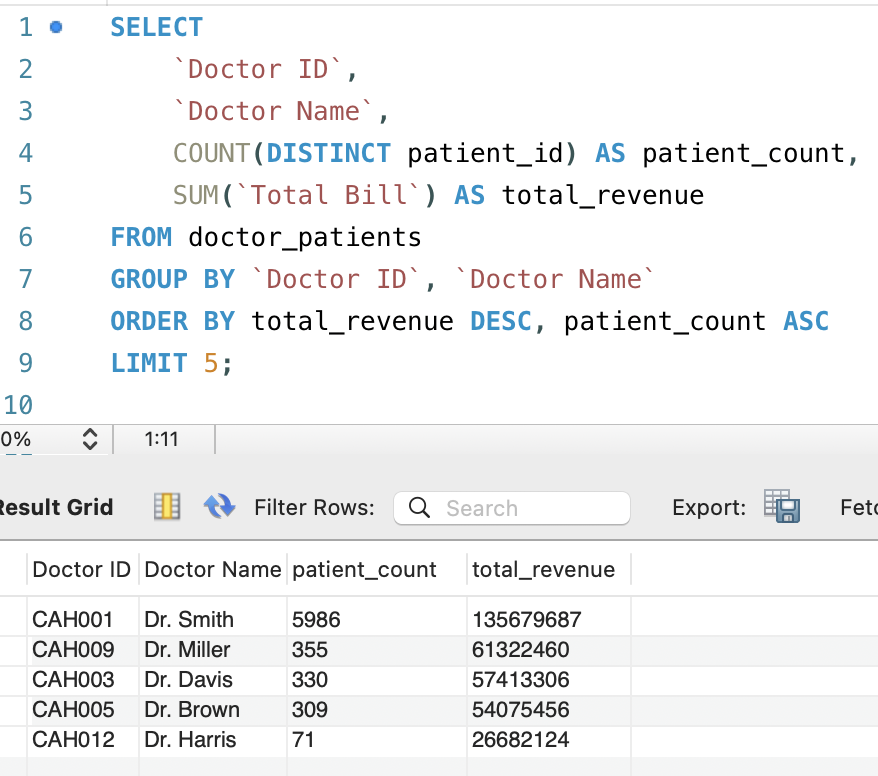 1 SELECT
2 `Doctor ID`,
3 `Doctor Name`,
4 COUNT(DISTINCT patient_id) AS patient_count,
5 SUM(`Total Bill`) AS total_revenue
6 FROM doctor_patients
7 GROUP BY `Doctor ID`, `Doctor Name`
8 ORDER BY total_revenue DESC, patient_count ASC
9 LIMIT 5;
10
0% 1:11
Result Grid Filter Rows: Search Export:
Doctor ID Doctor Name patient_count total_revenue
CAH001 Dr. Smith 5986 135679687
CAH009 Dr. Miller 355 61322460
CAH003 Dr. Davis 330 57413306
CAH005 Dr. Brown 309 54075456
CAH012 Dr. Harris 71 26682124